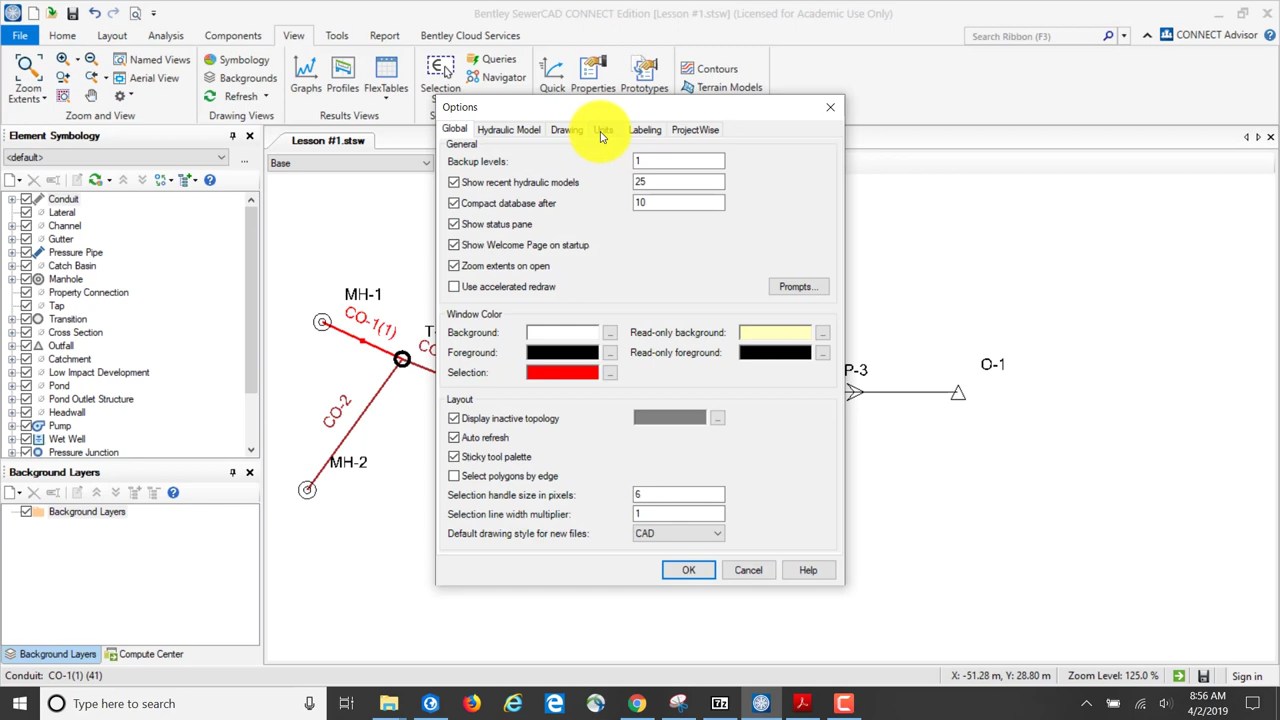 Bentley SewerCAD CONNECT Edition [Lesson #1.stsw] (Licensed for Academic Use Only)
File Home Layout Analysis Components View Tools Report Bentley Cloud Services Search Ribbon (F3) CONNECT Advisor
Zoom Extents
Named Views
Aerial View
Zoom and View
Symbology
Backgrounds
Refresh
Drawing Views
Graphs Profiles FlexTables
Results Views
Selection
Queries
Navigator
Quick Properties Prototypes
Contours
Terrain Models
Element Symbology
<default>
...
Conduit
Lateral
Channel
Gutter
Pressure Pipe
Catch Basin
Manhole
Property Connection
Tap
Transition
Cross Section
Outfall
Catchment
Low Impact Development
Pond
Pond Outlet Structure
Headwall
Pump
Wet Well
Pressure Junction
Background Layers
Background Layers
Background Layers Compute Center
Lesson #1.stsw
Base
MH-1
CO-1(1)
CO-2
MH-2
P-3
O-1
Options
Global Hydraulic Model Drawing Units Labeling ProjectWise
General
Backup levels: 1
Show recent hydraulic models 25
Compact database after 10
Show status pane
Show Welcome Page on startup
Zoom extents on open
Use accelerated redraw Prompts...
Window Color
Background: ... Read-only background: ...
Foreground: ... Read-only foreground: ...
Selection: ...
Layout
Display inactive topology ...
Auto refresh
Sticky tool palette
Select polygons by edge
Selection handle size in pixels: 6
Selection line width multiplier: 1
Default drawing style for new files: CAD
OK Cancel Help
Conduit: CO-1(1) (41) X: -51.28 m, Y: 28.80 m Zoom Level: 125.0 % Sign in
Type here to search
8:56 AM
4/2/2019